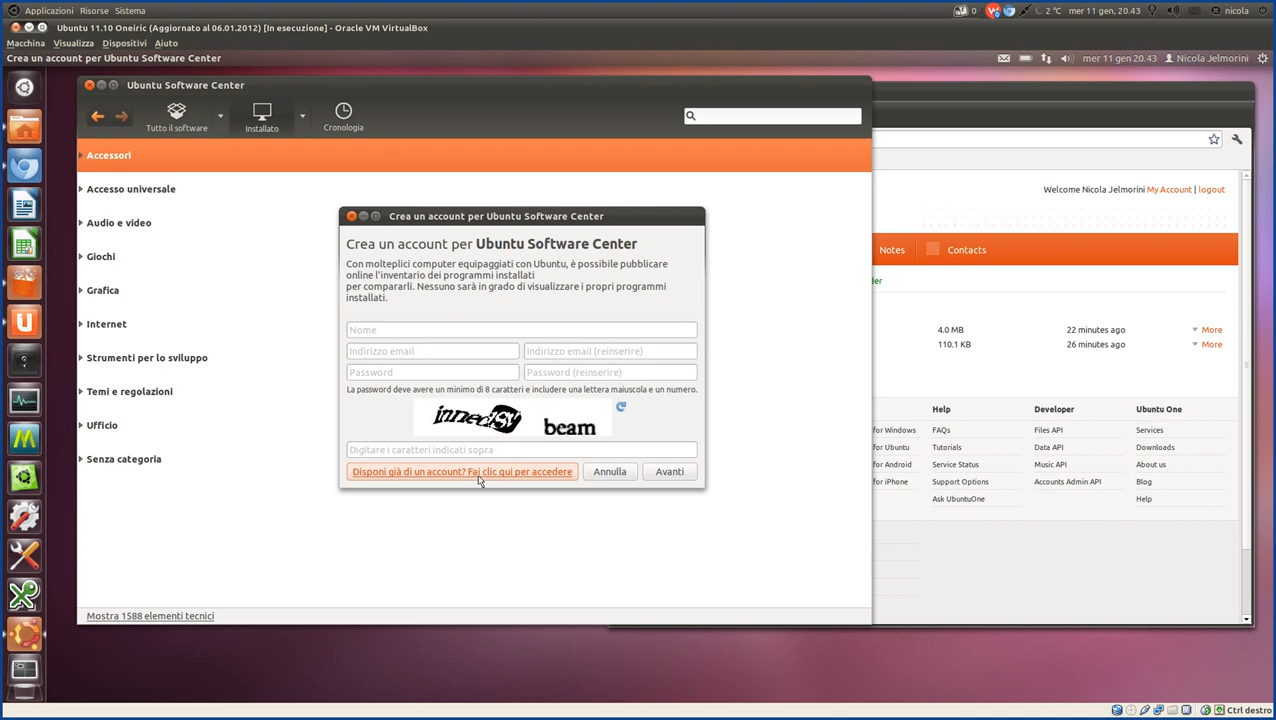 Applicazioni Risorse Sistema
0
2 °C
mer 11 gen, 20.43
nicola
Ubuntu 11.10 Oneiric (Aggiornato al 06.01.2012) [In esecuzione] - Oracle VM VirtualBox
Macchina Visualizza Dispositivi Aiuto
Crea un account per Ubuntu Software Center
mer 11 gen 20.43
Nicola Jelmorini
Ubuntu Software Center
Tutto il software
Installato
Cronologia
Accessori
Accesso universale
Audio e video
Giochi
Grafica
Internet
Strumenti per lo sviluppo
Temi e regolazioni
Ufficio
Senza categoria
Mostra 1588 elementi tecnici
Crea un account per Ubuntu Software Center
Crea un account per Ubuntu Software Center
Con molteplici computer equipaggiati con Ubuntu, è possibile pubblicare
online l'inventario dei programmi installati
per compararli. Nessuno sarà in grado di visualizzare i propri programmi
installati.
Nome
Indirizzo email
Indirizzo email (reinserire)
Password
Password (reinserire)
La password deve avere un minimo di 8 caratteri e includere una lettera maiuscola e un numero.
beam
Digitare i caratteri indicati sopra
Disponi già di un account? Fai clic qui per accedere
Annulla
Avanti
Welcome Nicola Jelmorini My Account | logout
Notes
Contacts
der
4.0 MB 22 minutes ago More
110.1 KB 26 minutes ago More
Help Developer Ubuntu One
for Windows FAQs Files API Services
for Ubuntu Tutorials Data API Downloads
for Android Service Status Music API About us
for iPhone Support Options Accounts Admin API Blog
Ask UbuntuOne Help
Ctrl destro